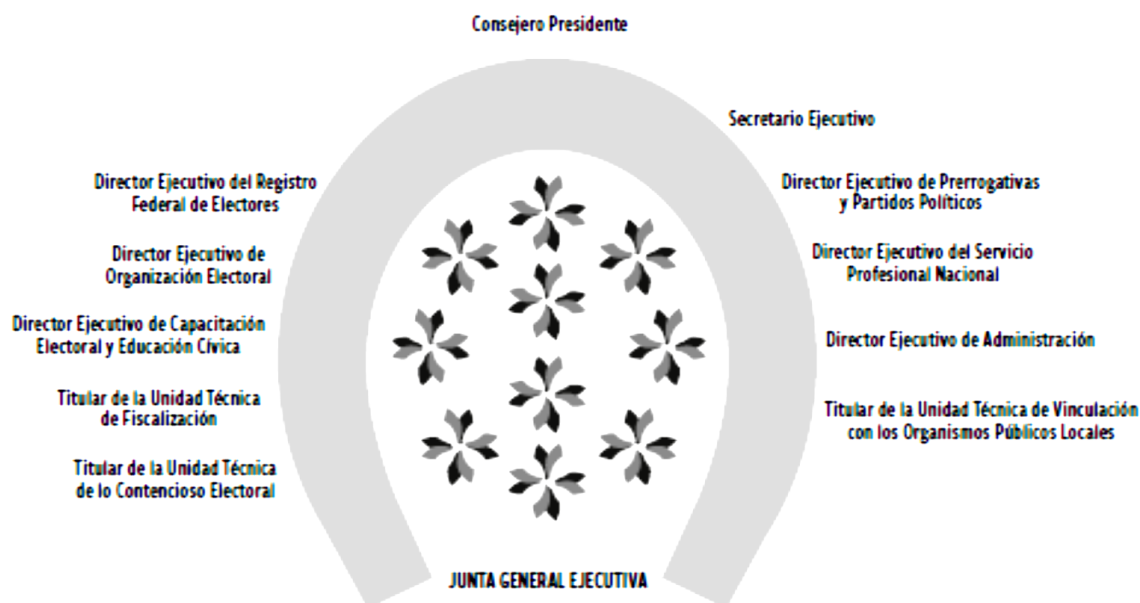 Consejero Presidente
Secretario Ejecutivo
Director Ejecutivo del Registro
Federal de Electores
Director Ejecutivo de
Organización Electoral
Director Ejecutivo de Capacitación
Electoral y Educación Cívica
Titular de la Unidad Técnica
de Fiscalización
Titular de la Unidad Técnica
de lo Contencioso Electoral
Director Ejecutivo de Prerrogativas
y Partidos Políticos
Director Ejecutivo del Servicio
Profesional Nacional
Director Ejecutivo de Administración
Titular de la Unidad Técnica de Vinculación
con los Organismos Públicos Locales
JUNTA GENERAL EJECUTIVA